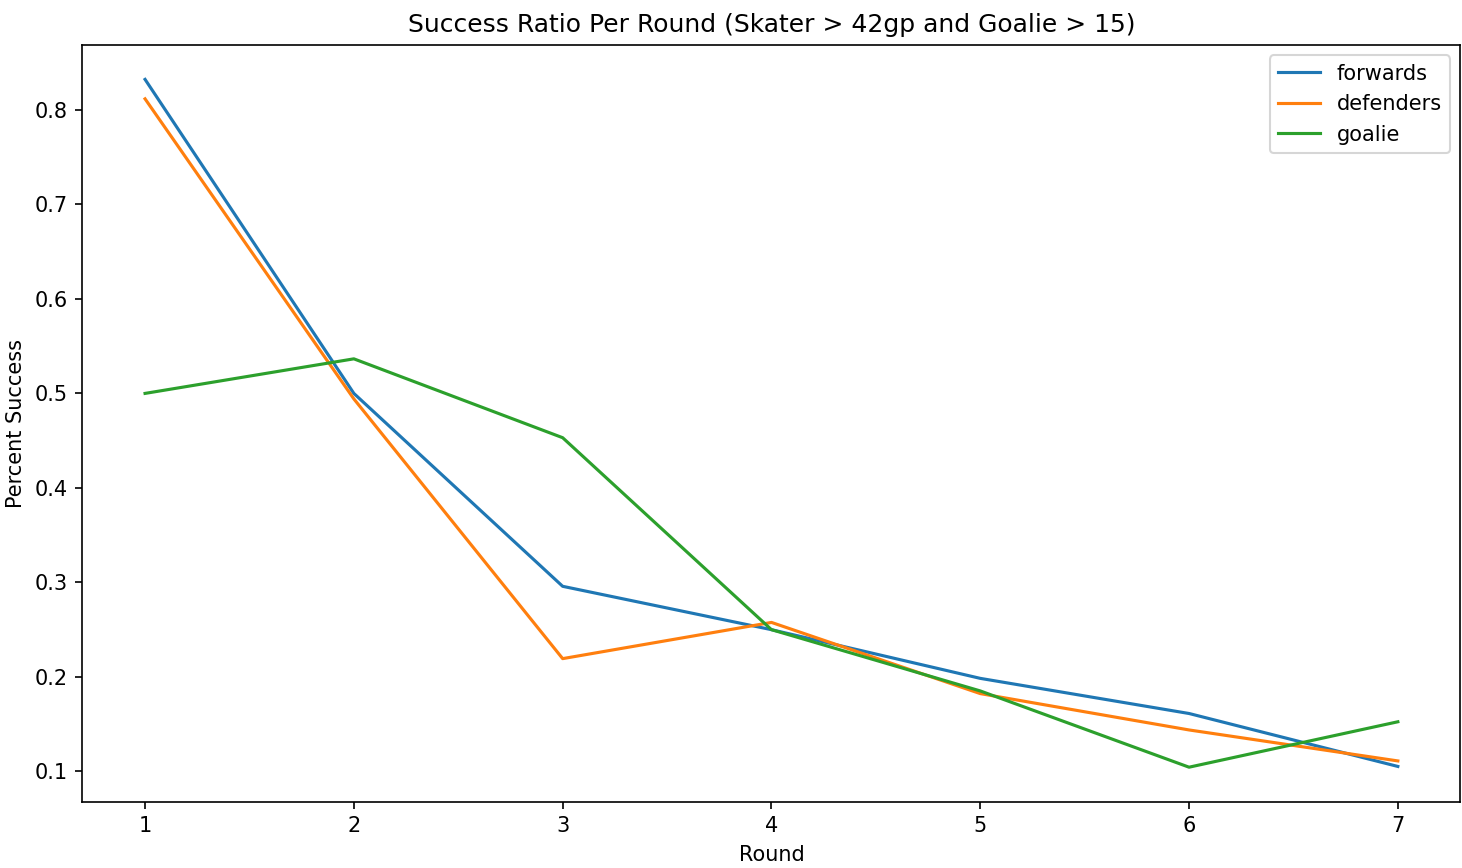 Success Ratio Per Round (Skater > 42gp and Goalie > 15)
forwards
defenders
goalie
Percent Success
0.8
0.7
0.6
0.5
0.4
0.3
0.2
0.1
1 2 3 4 5 6 7
Round